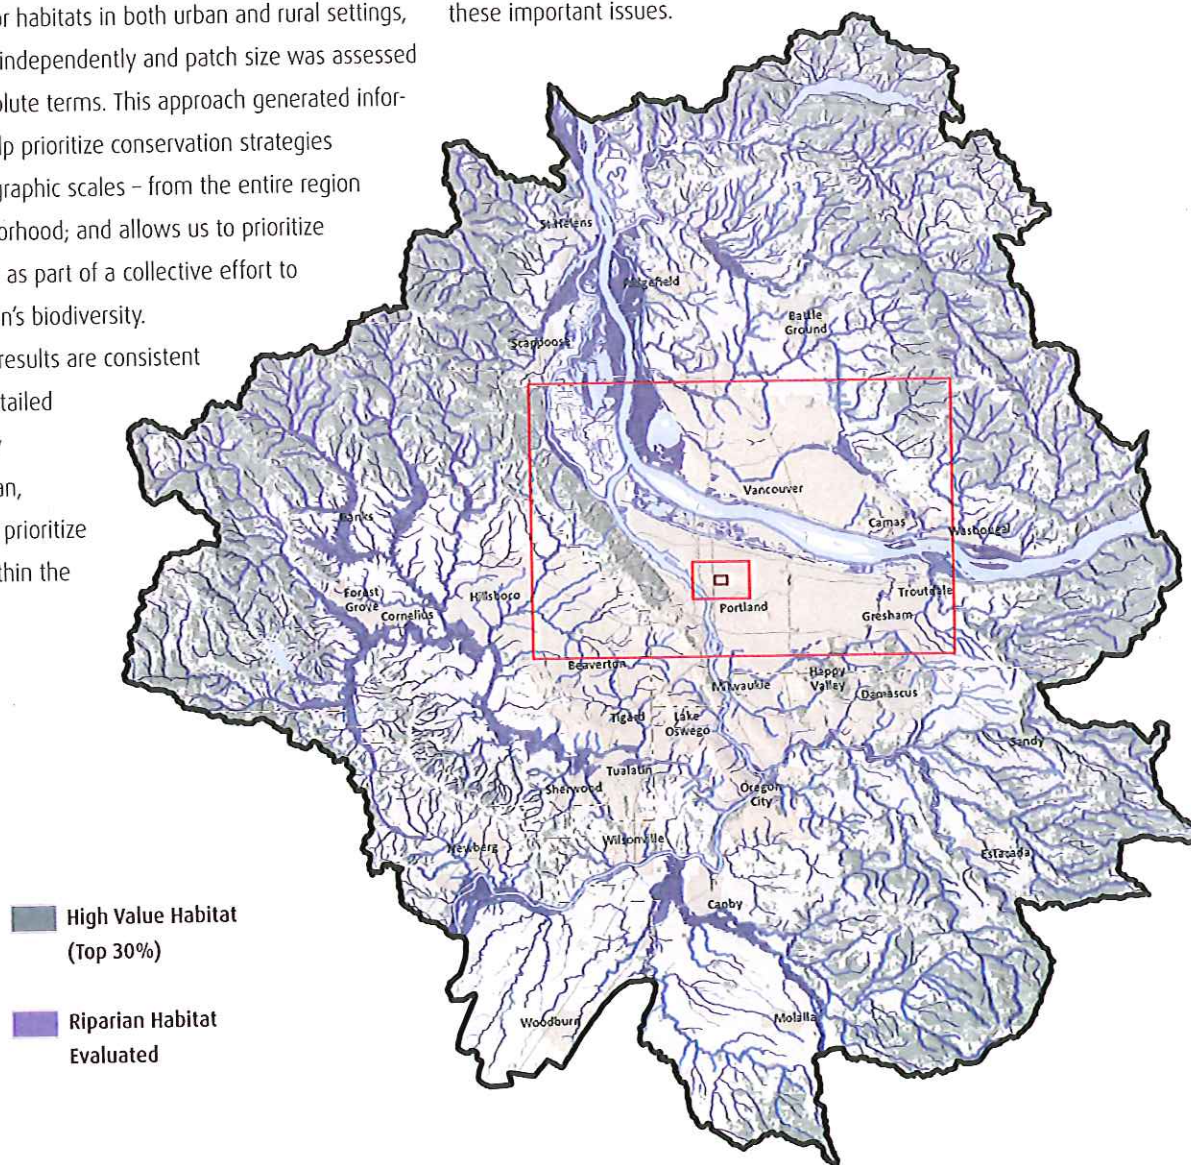 or habitats in both urban and rural settings,
independently and patch size was assessed
olute terms. This approach generated infor-
lp prioritize conservation strategies
graphic scales – from the entire region
orhood; and allows us to prioritize
as part of a collective effort to
n's biodiversity.
results are consistent
tailed
an,
prioritize
thin the
these important issues.
St Helens
Ridgefield
Battle
Ground
Scappoose
Vancouver
Camas
Washougal
Banks
Forest
Grove
Cornelius
Hillsboro
Portland
Troutdale
Gresham
Beaverton
Milwaukie
Happy
Valley
Damascus
Tigard
Lake
Oswego
Sandy
Tualatin
Sherwood
Oregon
City
Newberg
Wilsonville
Estacada
Canby
Woodburn
Molalla
High Value Habitat
(Top 30%)
Riparian Habitat
Evaluated